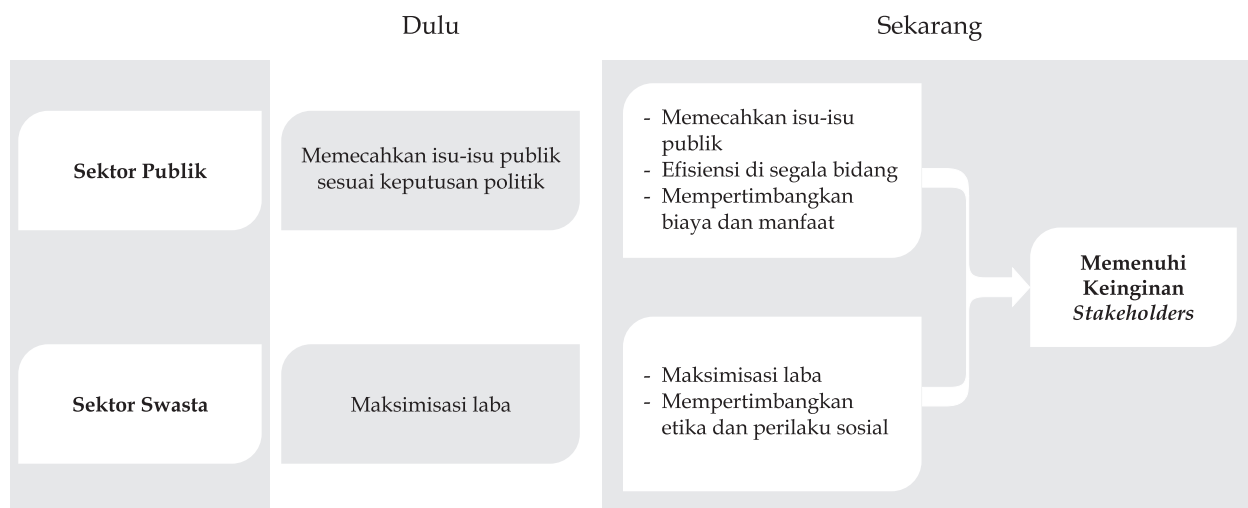 Dulu
Sekarang
Sektor Publik
Memecahkan isu-isu publik
sesuai keputusan politik
- Memecahkan isu-isu
publik
- Efisiensi di segala bidang
- Mempertimbangkan
biaya dan manfaat
Memenuhi
Keinginan
Stakeholders
Sektor Swasta
Maksimisasi laba
- Maksimisasi laba
- Mempertimbangkan
etika dan perilaku sosial